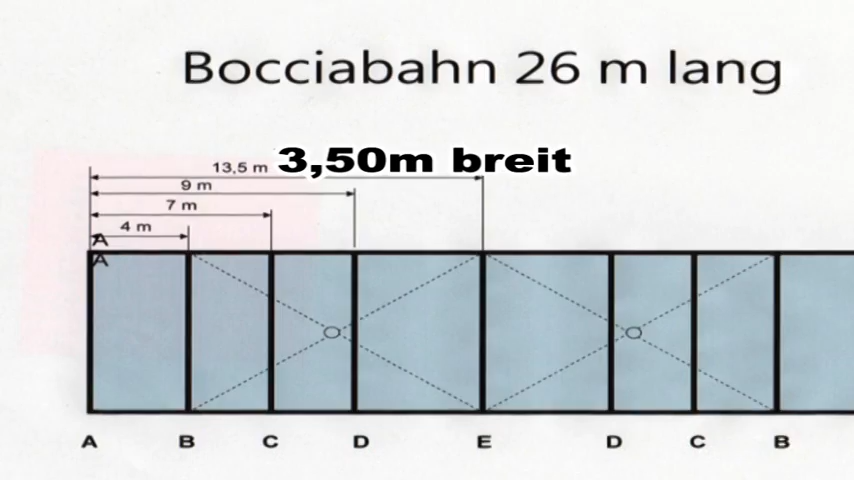 Bocciabahn 26 m lang
3,50m breit
13,5 m
9 m
7 m
4 m
A
A
A B C D E D C B